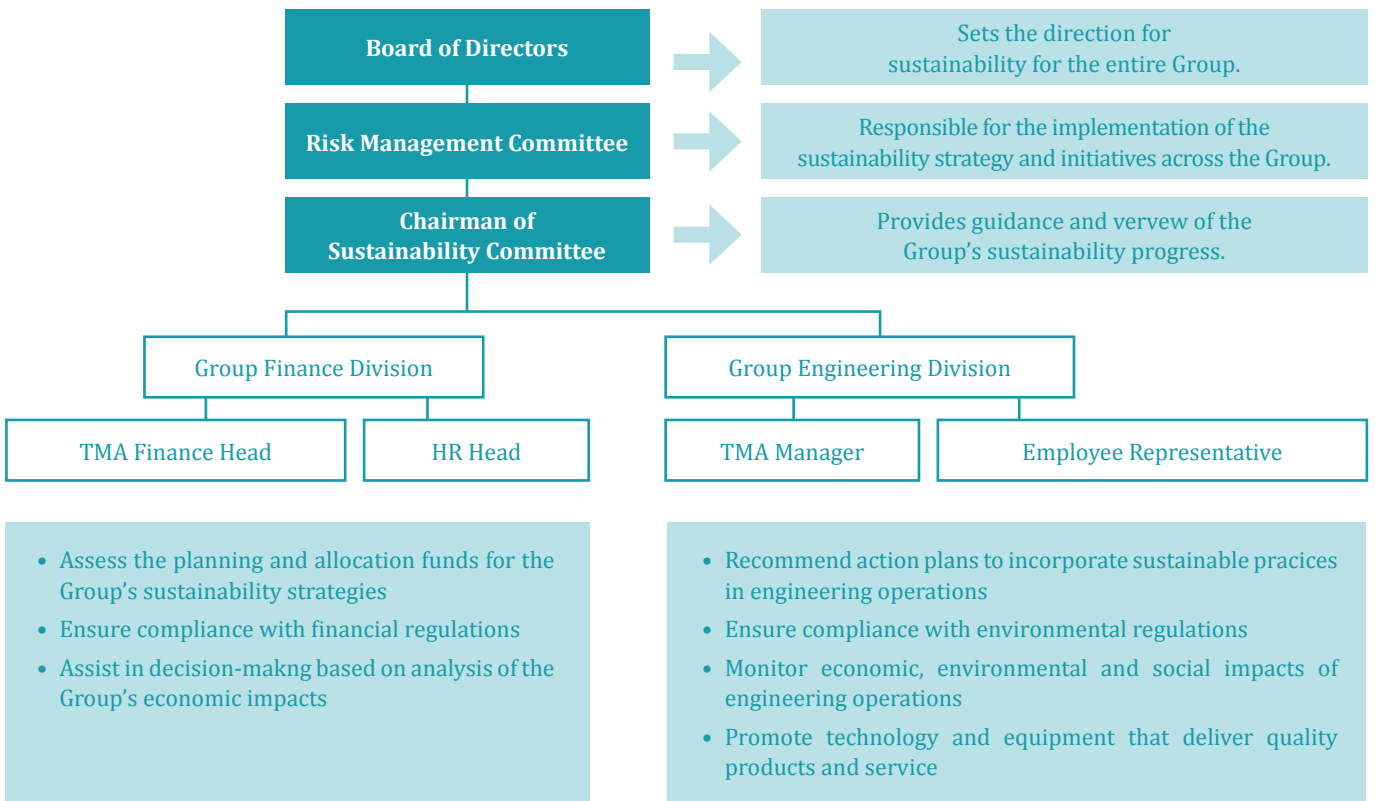 Board of Directors
Sets the direction for
sustainability for the entire Group.
Risk Management Committee
Responsible for the implementation of the
sustainability strategy and initiatives across the Group.
Chairman of
Sustainability Committee
Provides guidance and vervew of the
Group's sustainability progress.
Group Finance Division
Group Engineering Division
TMA Finance Head
HR Head
TMA Manager
Employee Representative
• Assess the planning and allocation funds for the
Group's sustainability strategies
• Ensure compliance with financial regulations
• Assist in decision-makng based on analysis of the
Group's economic impacts
• Recommend action plans to incorporate sustainable pracices
in engineering operations
• Ensure compliance with environmental regulations
• Monitor economic, environmental and social impacts of
engineering operations
• Promote technology and equipment that deliver quality
products and service